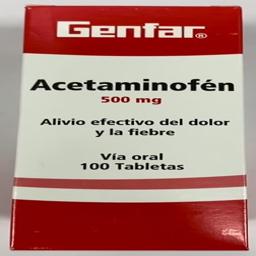 Genfar®
Acetaminofén
500 mg
Alivio efectivo del dolor
y la fiebre
Vía oral
100 Tabletas